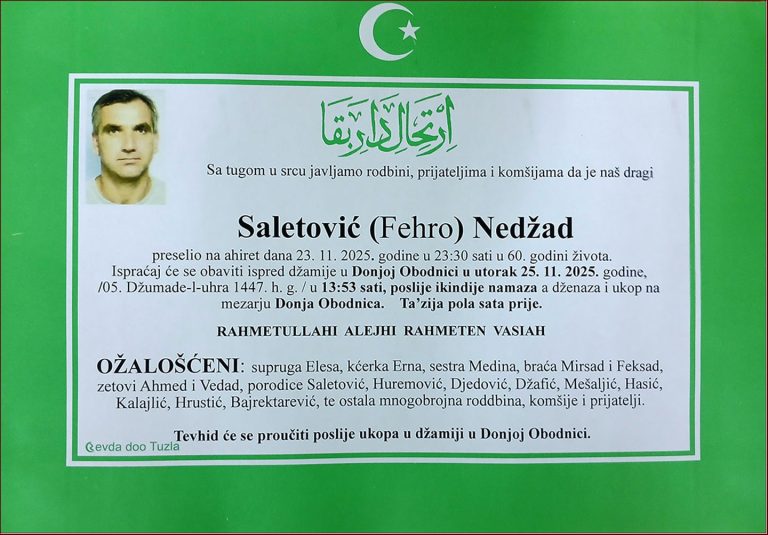 إرتحال دار بقا
Sa tugom u srcu javljamo rodbini, prijateljima i komšijama da je naš dragi
Saletović (Fehro) Nedžad
preselio na ahiret dana 23. 11. 2025. godine u 23:30 sati u 60. godini života.
Ispraćaj će se obaviti ispred džamije u Donjoj Obodnici u utorak 25. 11. 2025. godine,
/05. Džumade-l-uhra 1447. h. g. / u 13:53 sati, poslije ikindije namaza a dženaza i ukop na
mezarju Donja Obodnica. Ta'zija pola sata prije.
RAHMETULLAHI ALEJHI RAHMETEN VASIAH
OŽALOŠĆENI: supruga Elesa, kćerka Erna, sestra Medina, braća Mirsad i Feksad,
zetovi Ahmed i Vedad, porodice Saletović, Huremović, Djedović, Džafić, Mešaljić, Hasić,
Kalajlić, Hrustić, Bajrektarević, te ostala mnogobrojna roddbina, komšije i prijatelji.
Tevhid će se proučiti poslije ukopa u džamiji u Donjoj Obodnici.
Ćevda doo Tuzla